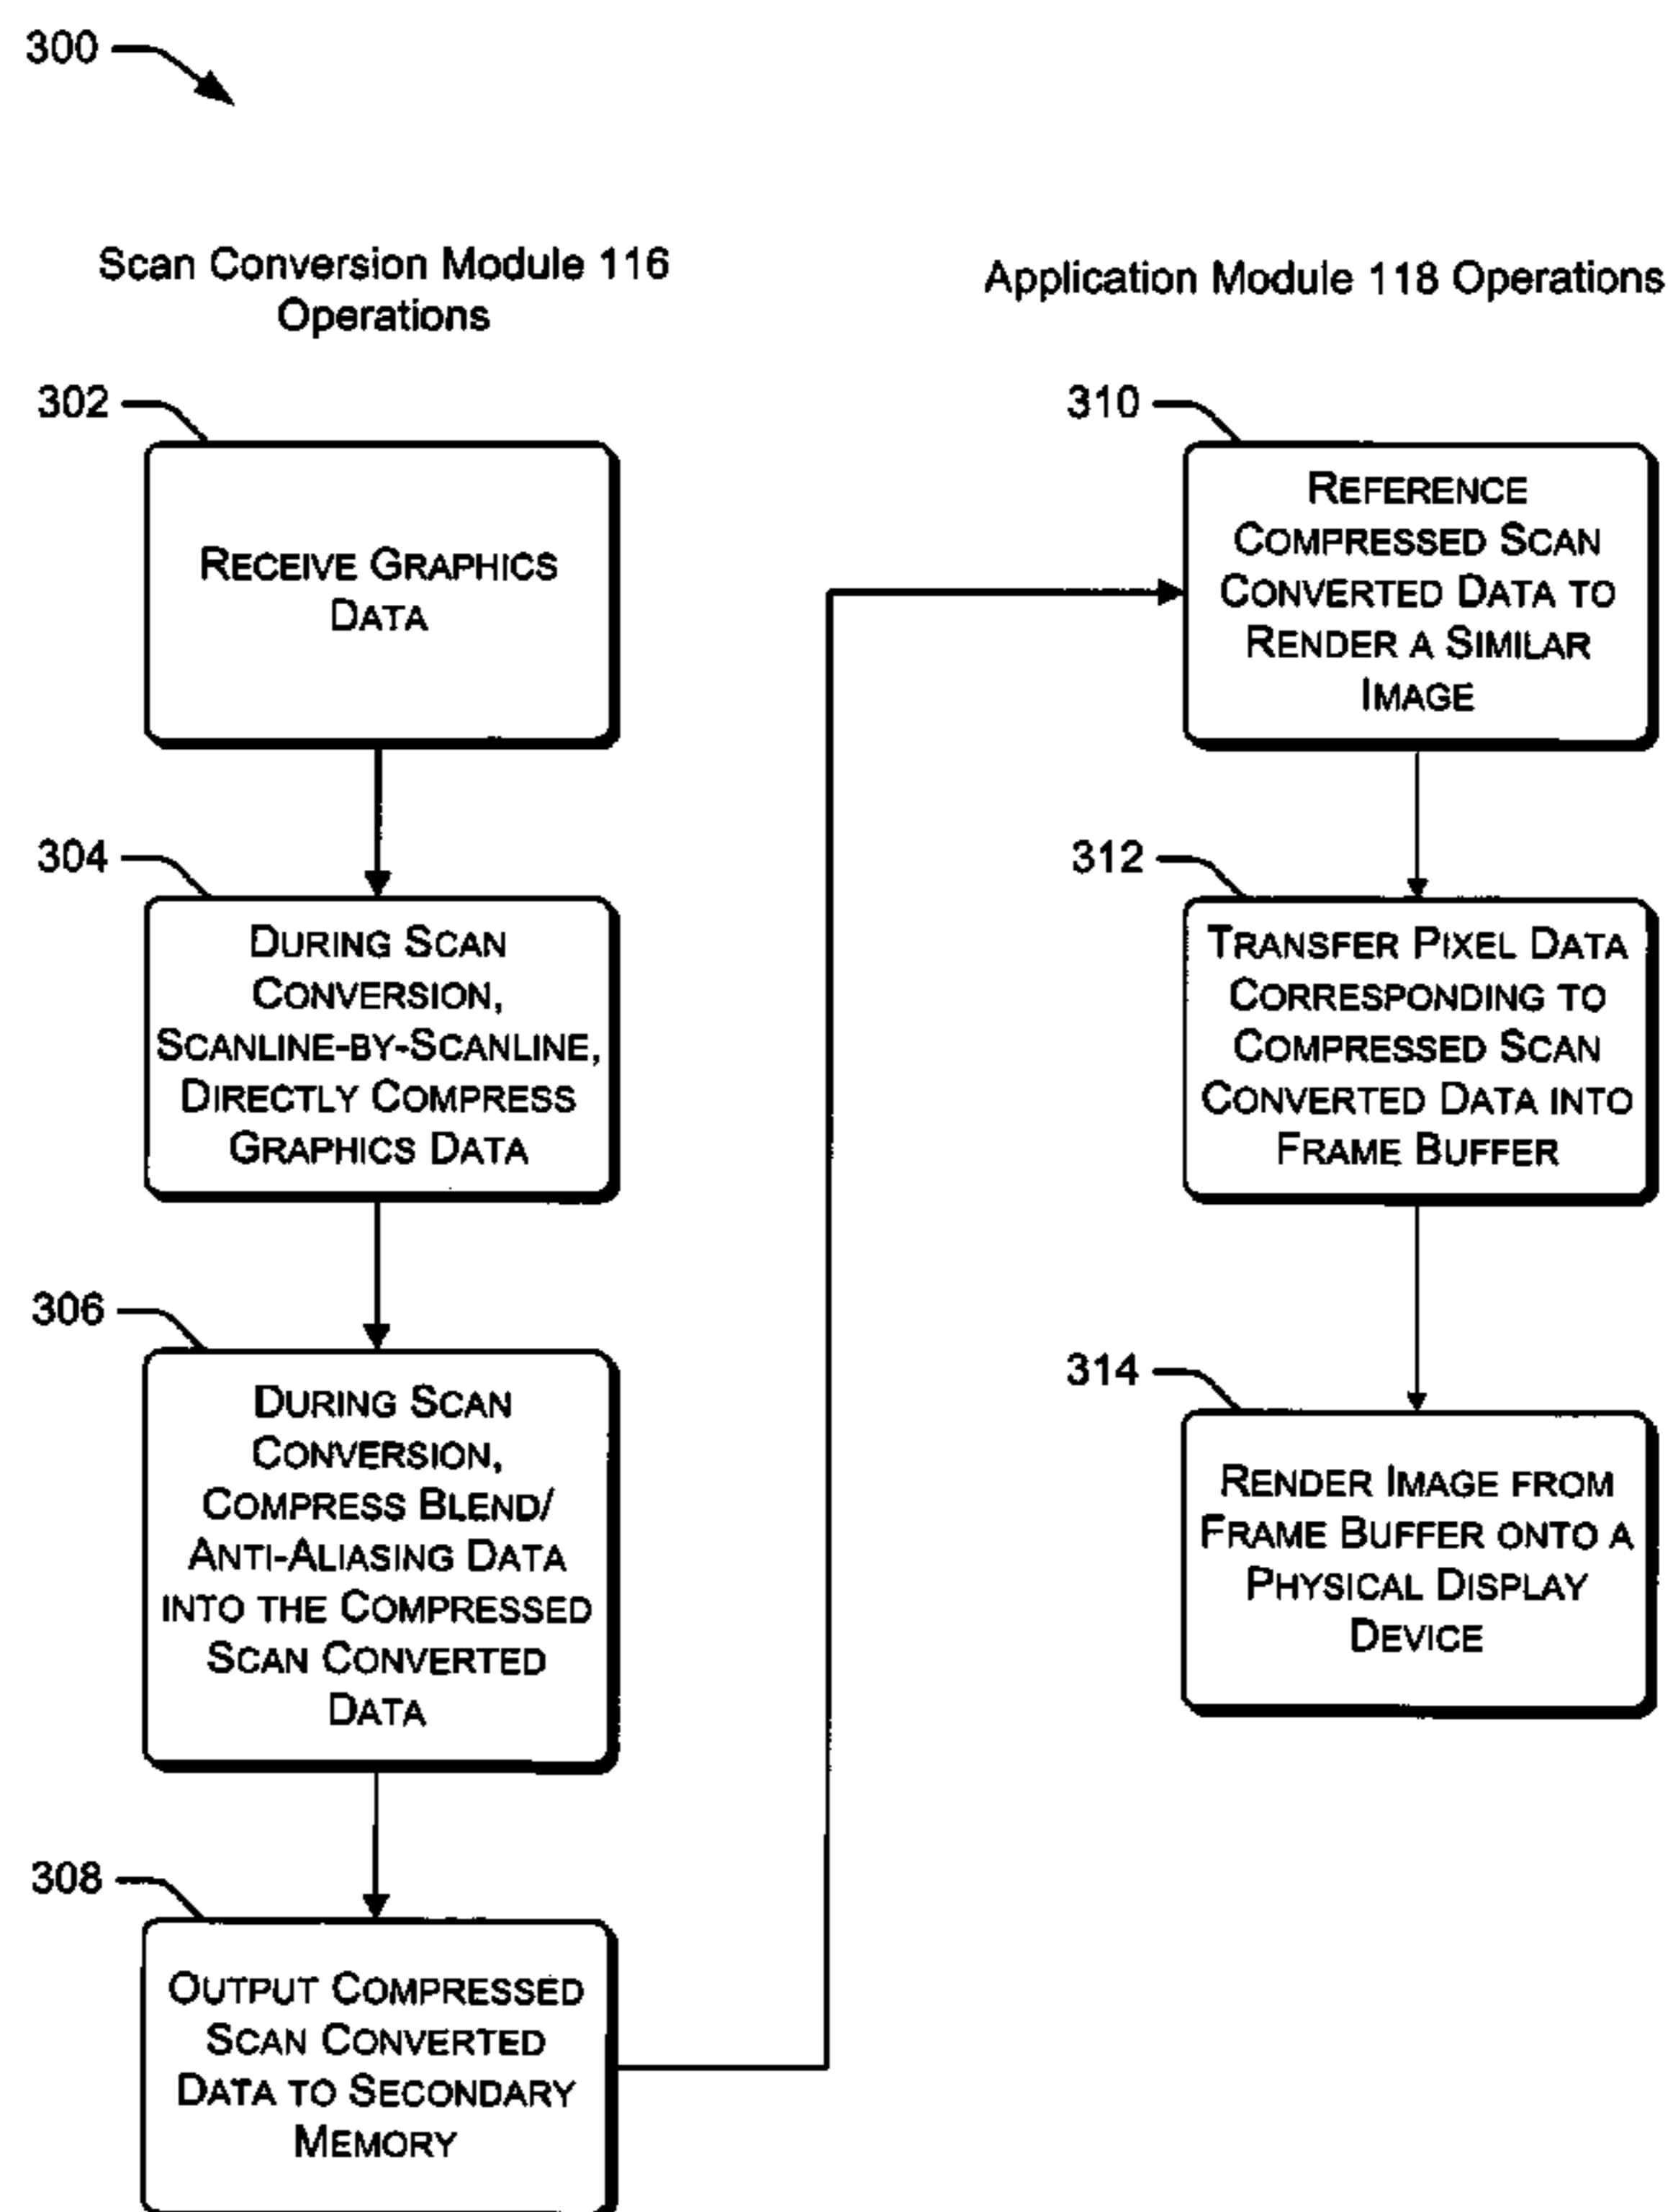 300
Scan Conversion Module 116
Operations
302
RECEIVE GRAPHICS
DATA
304
DURING SCAN
CONVERSION,
SCANLINE-BY-SCANLINE,
DIRECTLY COMPRESS
GRAPHICS DATA
306
DURING SCAN
CONVERSION,
COMPRESS BLEND/
ANTI-ALIASING DATA
INTO THE COMPRESSED
SCAN CONVERTED
DATA
308
OUTPUT COMPRESSED
SCAN CONVERTED
DATA TO SECONDARY
MEMORY
Application Module 118 Operations
310
REFERENCE
COMPRESSED SCAN
CONVERTED DATA TO
RENDER A SIMILAR
IMAGE
312
TRANSFER PIXEL DATA
CORRESPONDING TO
COMPRESSED SCAN
CONVERTED DATA INTO
FRAME BUFFER
314
RENDER IMAGE FROM
FRAME BUFFER ONTO A
PHYSICAL DISPLAY
DEVICE